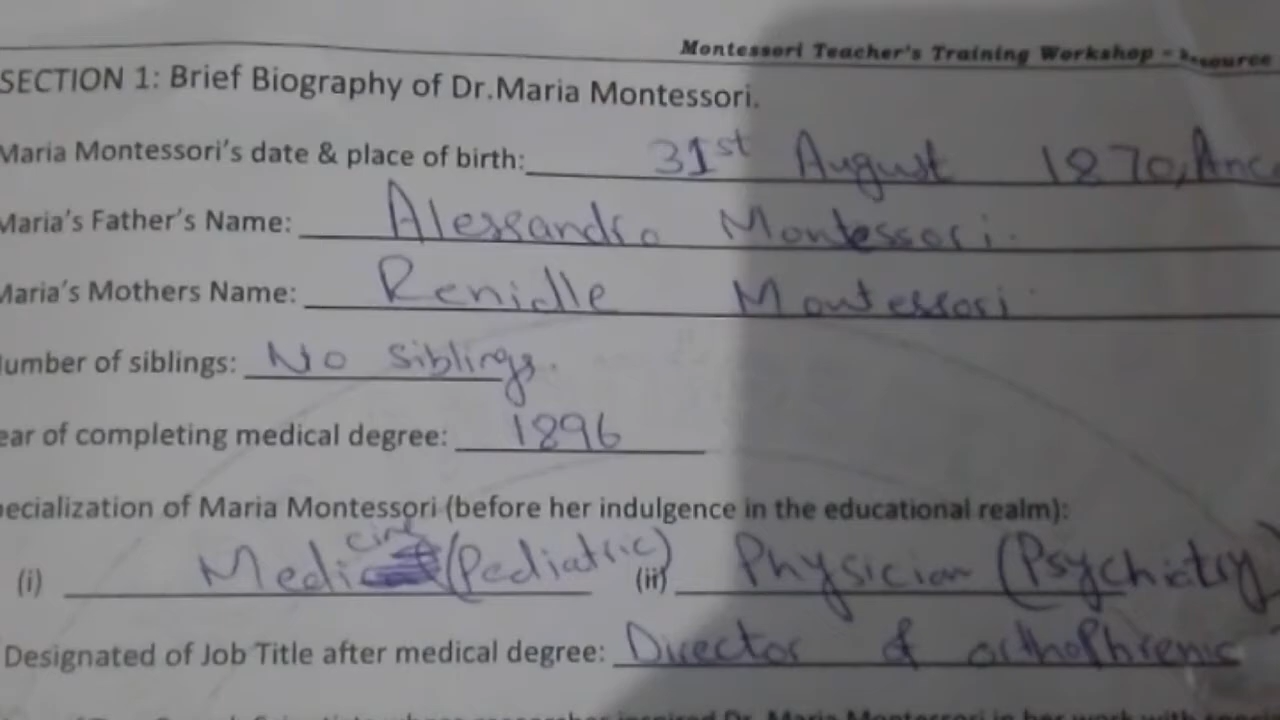 Montessori Teacher's Training Workshop –
SECTION 1: Brief Biography of Dr.Maria Montessori.
Maria Montessori's date & place of birth: 31st August 1870, Anc
Maria's Father's Name: Alessandro Montessori.
Maria's Mothers Name: Renidle Montessori
umber of siblings: No siblings.
ear of completing medical degree: 1896
ecialization of Maria Montessori (before her indulgence in the educational realm):
(i) Medicine (Pediatric) (ii) Physician (Psychiatry)
Designated of Job Title after medical degree: Director of orthophrenic